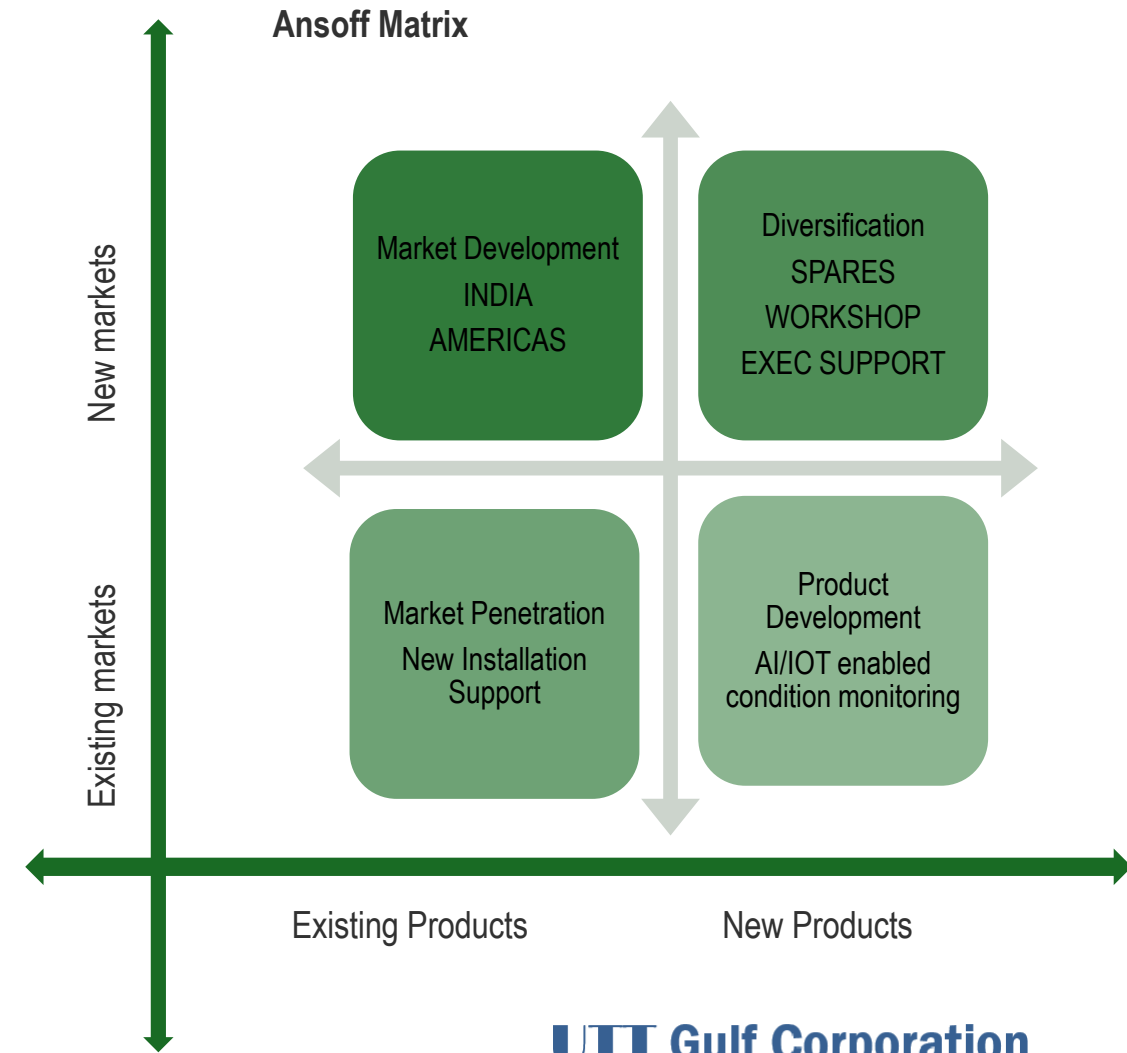 Ansoff Matrix
New markets
Market Development
INDIA
AMERICAS
Diversification
SPARES
WORKSHOP
EXEC SUPPORT
Existing markets
Market Penetration
New Installation
Support
Product
Development
AI/IOT enabled
condition monitoring
Existing Products
New Products
Gulf Corporation